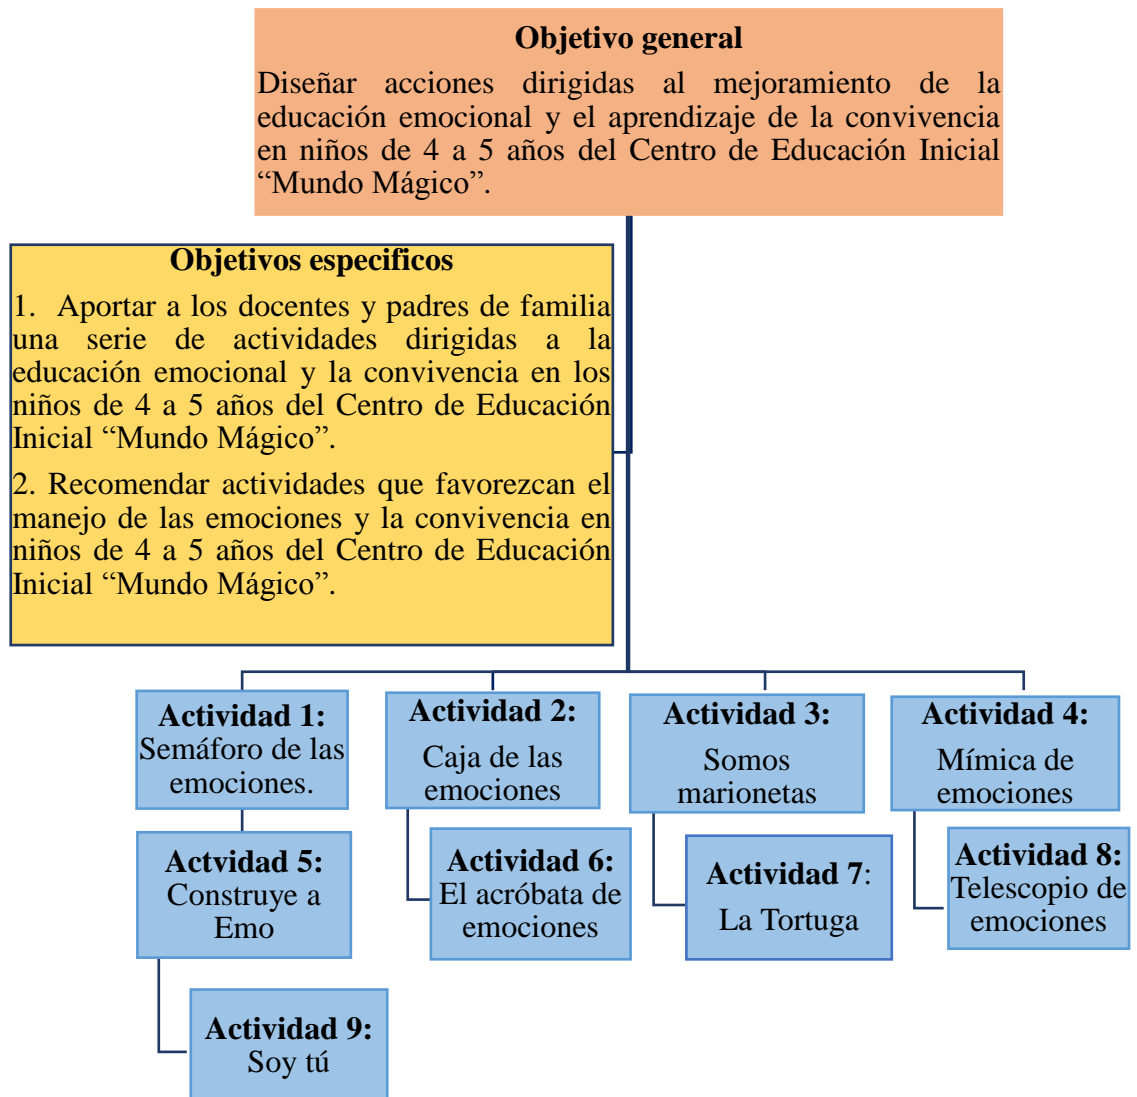 Objetivo general
Diseñar acciones dirigidas al mejoramiento de la
educación emocional y el aprendizaje de la convivencia
en niños de 4 a 5 años del Centro de Educación Inicial
“Mundo Mágico”.
Objetivos especificos
1. Aportar a los docentes y padres de familia
una serie de actividades dirigidas a la
educación emocional y la convivencia en los
niños de 4 a 5 años del Centro de Educación
Inicial “Mundo Mágico”.
2. Recomendar actividades que favorezcan el
manejo de las emociones y la convivencia en
niños de 4 a 5 años del Centro de Educación
Inicial “Mundo Mágico”.
Actividad 1:
Semáforo de las
emociones.
Actividad 2:
Caja de las
emociones
Actividad 3:
Somos
marionetas
Actividad 4:
Mímica de
emociones
Actvidad 5:
Construye a
Emo
Actividad 6:
El acróbata de
emociones
Actividad 7:
La Tortuga
Actividad 8:
Telescopio de
emociones
Actividad 9:
Soy tú